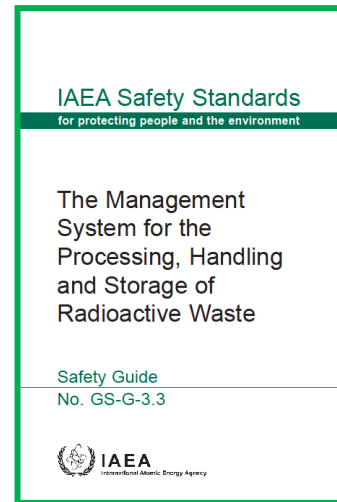 IAEA Safety Standards
for protecting people and the environment
The Management
System for the
Processing, Handling
and Storage of
Radioactive Waste
Safety Guide
No. GS-G-3.3
IAEA
International Atomic Energy Agency